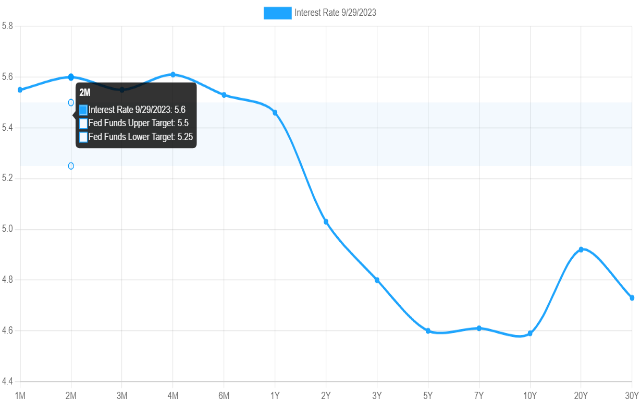 Interest Rate 9/29/2023
5.8
5.6
5.4
5.2
5.0
4.8
4.6
4.4
2M
Interest Rate 9/29/2023: 5.6
Fed Funds Upper Target: 5.5
Fed Funds Lower Target: 5.25
1M 2M 3M 4M 6M 1Y 2Y 3Y 5Y 7Y 10Y 20Y 30Y